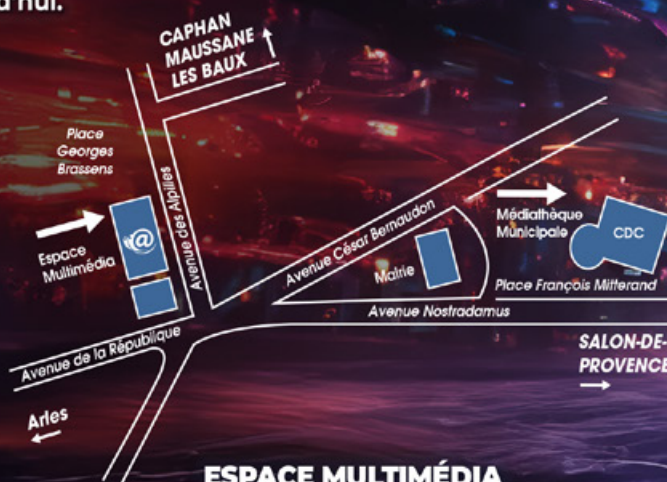 d'hui.
CAPHAN
MAUSSANE
LES BAUX
Place
Georges
Brassens
Avenue des Alpilles
@
Espace
Multimédia
Avenue César Bernaudon
Mairie
Médiathèque
Municipale
CDC
Place François Mitterand
Avenue Nostradamus
Avenue de la République
SALON-DE-
PROVENCE
Arles
ESPACE MULTIMÉDIA